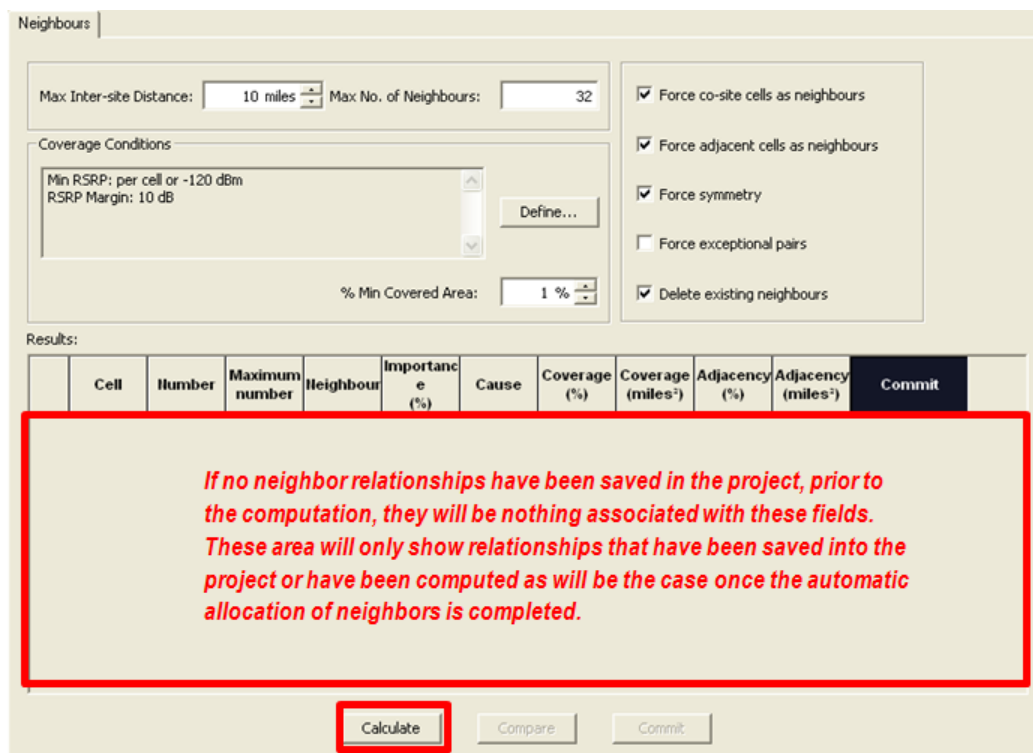 Neighbours
Max Inter-site Distance: 10 miles Max No. of Neighbours: 32
Force co-site cells as neighbours
Coverage Conditions
Force adjacent cells as neighbours
Min RSRP: per cell or -120 dBm
RSRP Margin: 10 dB
Define...
Force symmetry
Force exceptional pairs
% Min Covered Area: 1 %
Delete existing neighbours
Results:
Cell Number Maximum number Neighbour Importance (%) Cause Coverage (%) Coverage (miles²) Adjacency (%) Adjacency (miles²) Commit
If no neighbor relationships have been saved in the project, prior to
the computation, they will be nothing associated with these fields.
These area will only show relationships that have been saved into the
project or have been computed as will be the case once the automatic
allocation of neighbors is completed.
Calculate Compare Commit